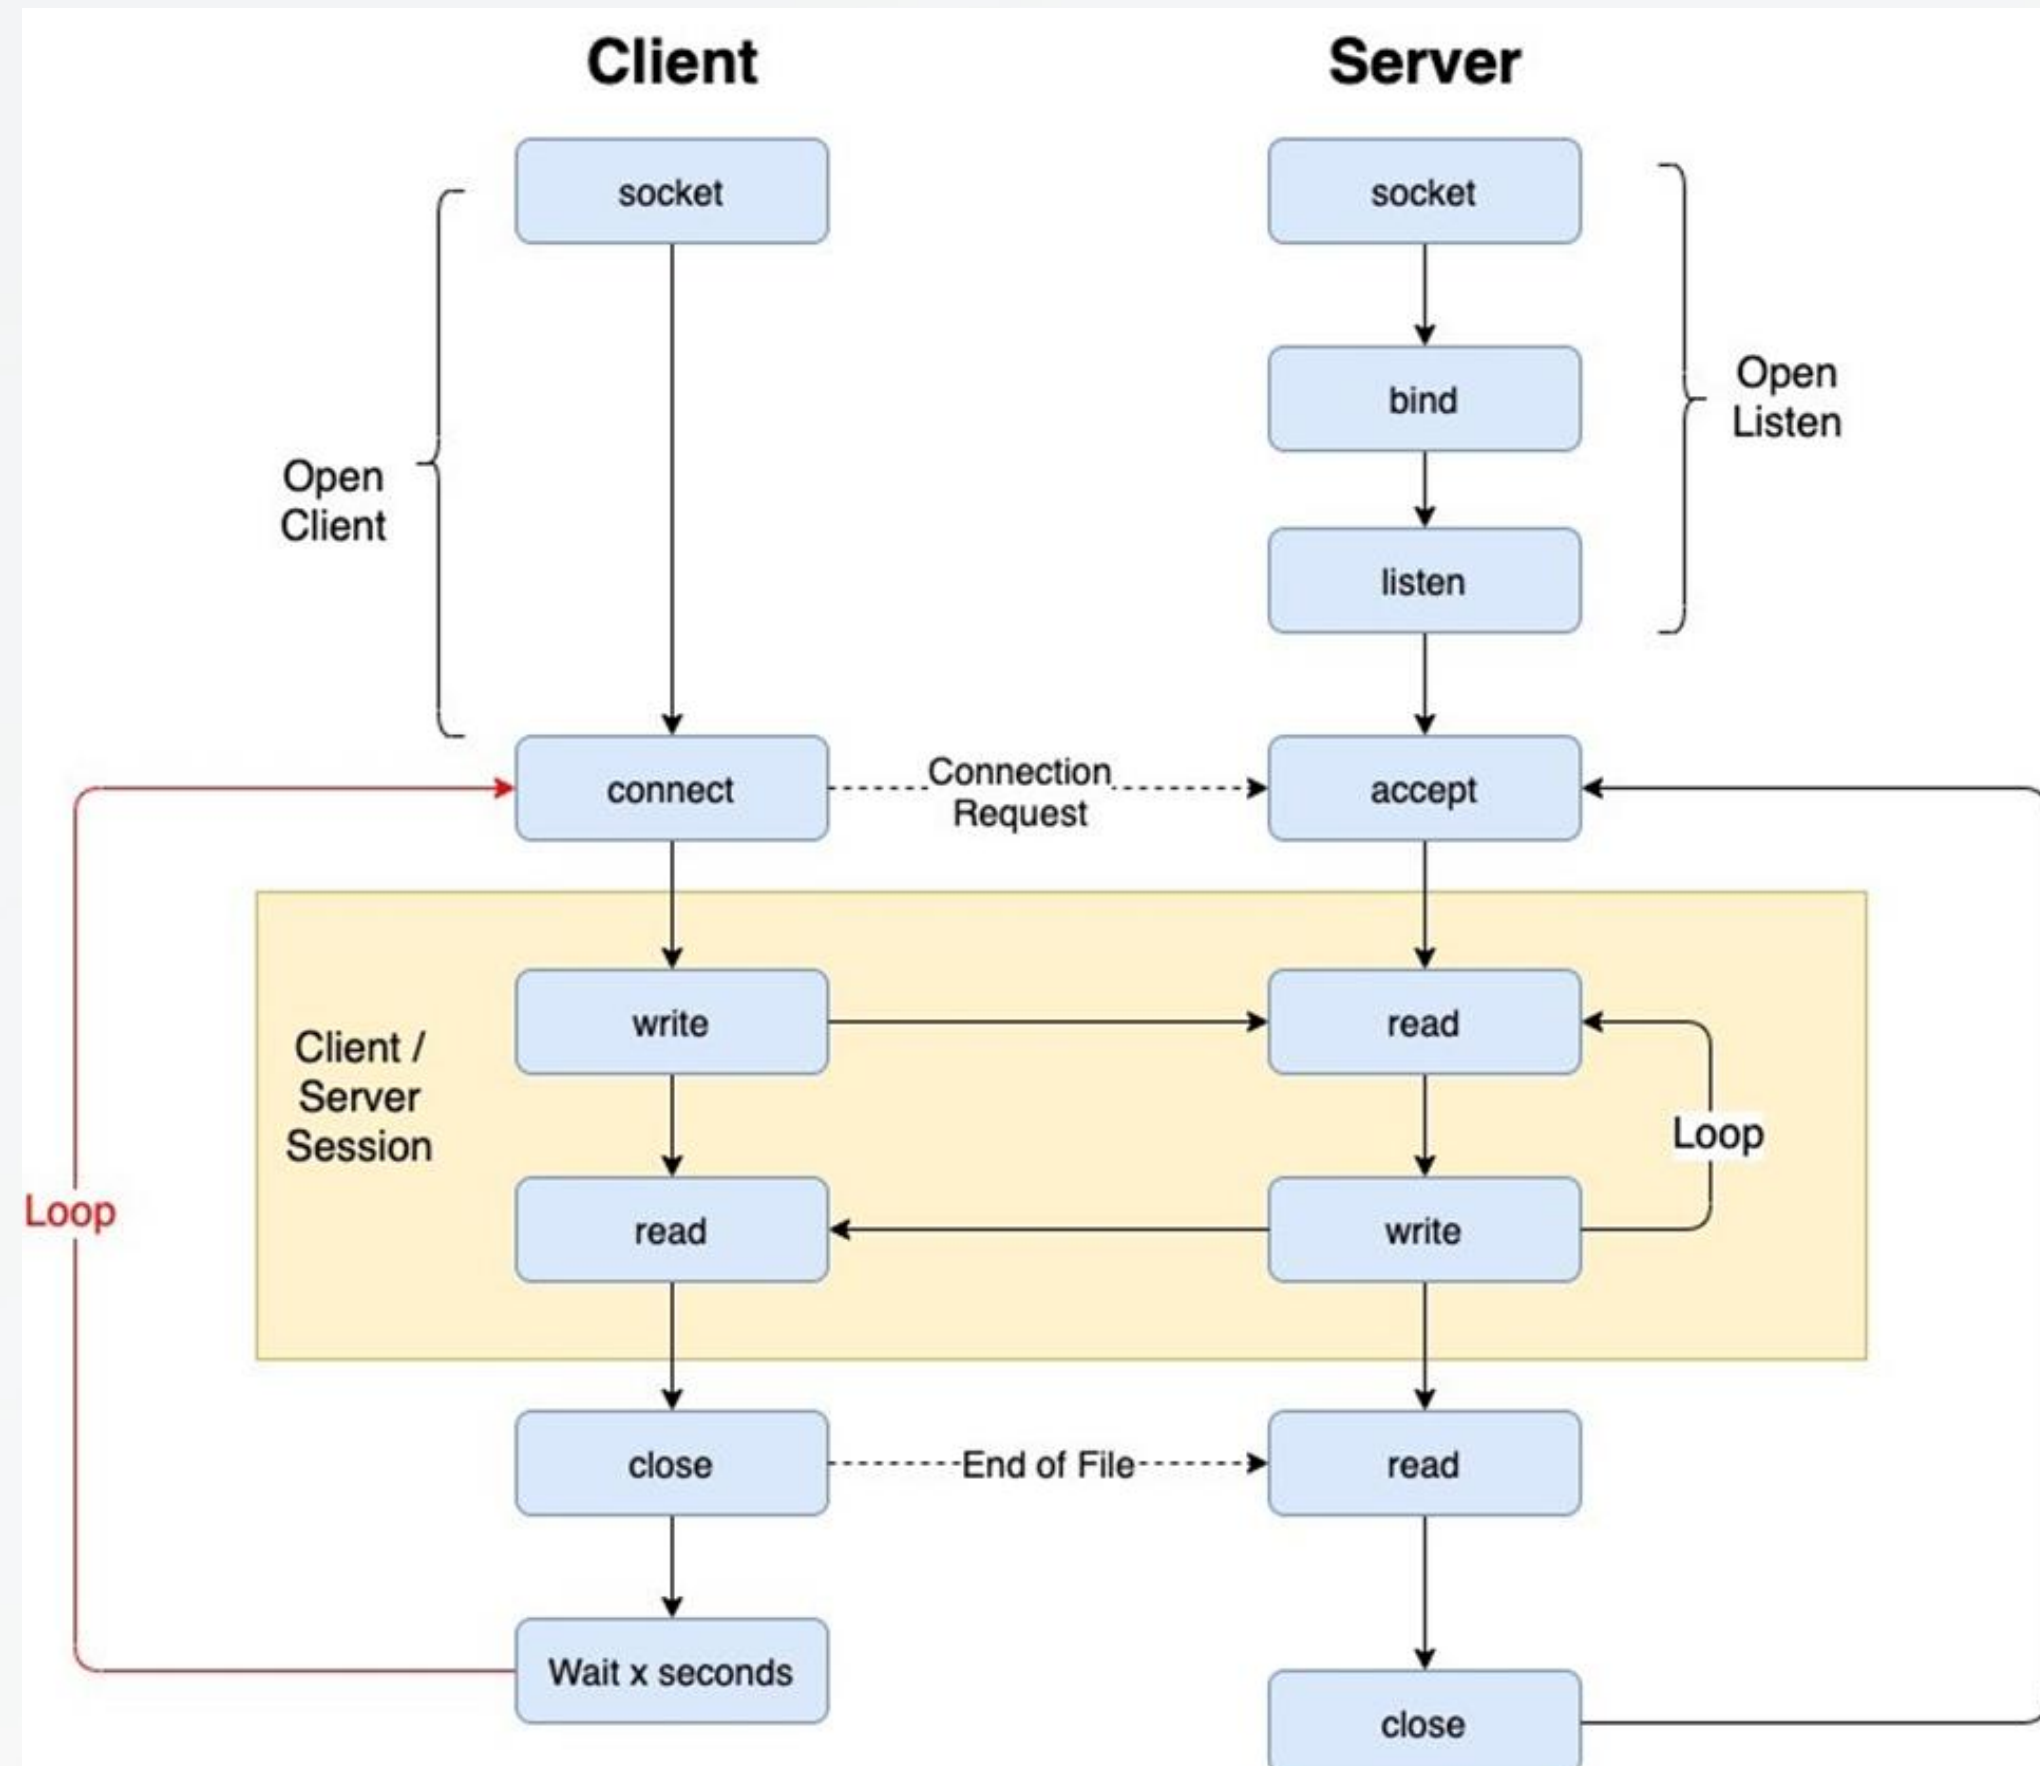 Client
Server
socket
socket
bind
Open
Listen
Open
Client
listen
connect
Connection
Request
accept
Client /
Server
Session
write
read
Loop
Loop
read
write
close
End of File
read
Wait x seconds
close